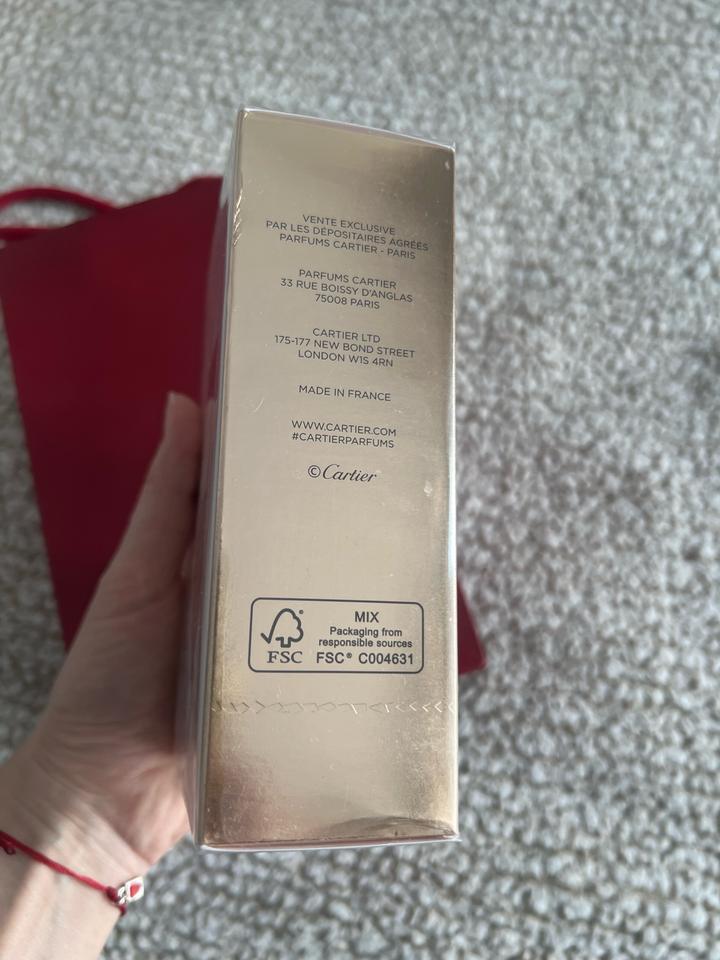 VENTE EXCLUSIVE
PAR LES DÉPOSITAIRES AGRÉÉS
PARFUMS CARTIER - PARIS
PARFUMS CARTIER
33 RUE BOISSY D'ANGLAS
75008 PARIS
CARTIER LTD
175-177 NEW BOND STREET
LONDON W1S 4RN
MADE IN FRANCE
WWW.CARTIER.COM
#CARTIERPARFUMS
©Cartier
MIX
Packaging from
responsible sources
FSC® C004631
FSC